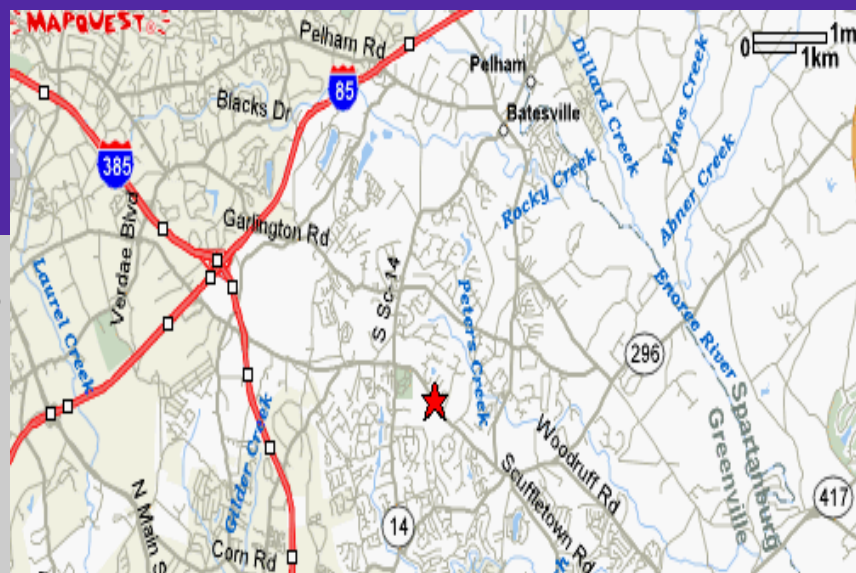 MAPQUEST
Pelham Rd
0 1m
1km
Pelham
85
Blacks Dr
Batesville
Dillard Creek
Vines Creek
385
Rocky Creek
Abner Creek
Verdae Blvd
Garlington Rd
Laurel Creek
S Sc-14
Peters Creek
Enoree River
296
Spartanburg
Greenville
Gilder Creek
Woodruff Rd
Scuffletown Rd
N Main S
14
417
Corn Rd